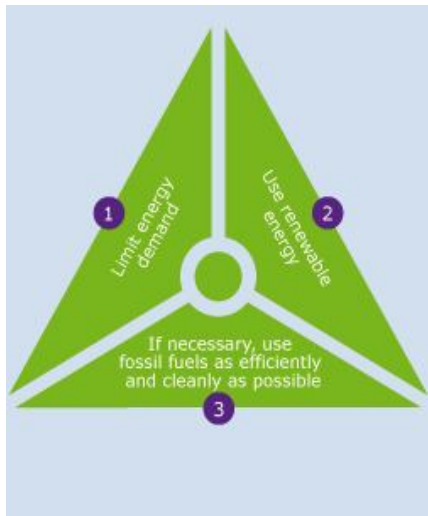 1
Limit energy
demand
2
Use renewable
energy
If necessary, use
fossil fuels as efficiently
and cleanly as possible
3